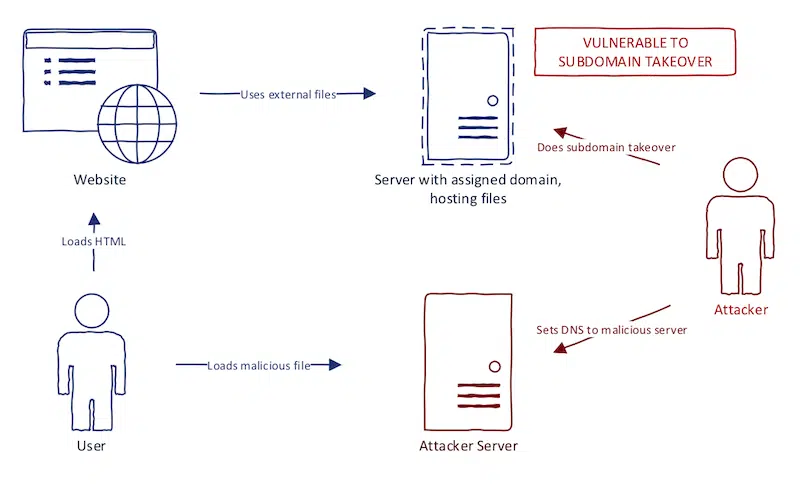 VULNERABLE TO
SUBDOMAIN TAKEOVER
Uses external files
Does subdomain takeover
Website
Server with assigned domain,
hosting files
Loads HTML
Attacker
Sets DNS to malicious server
Loads malicious file
User
Attacker Server